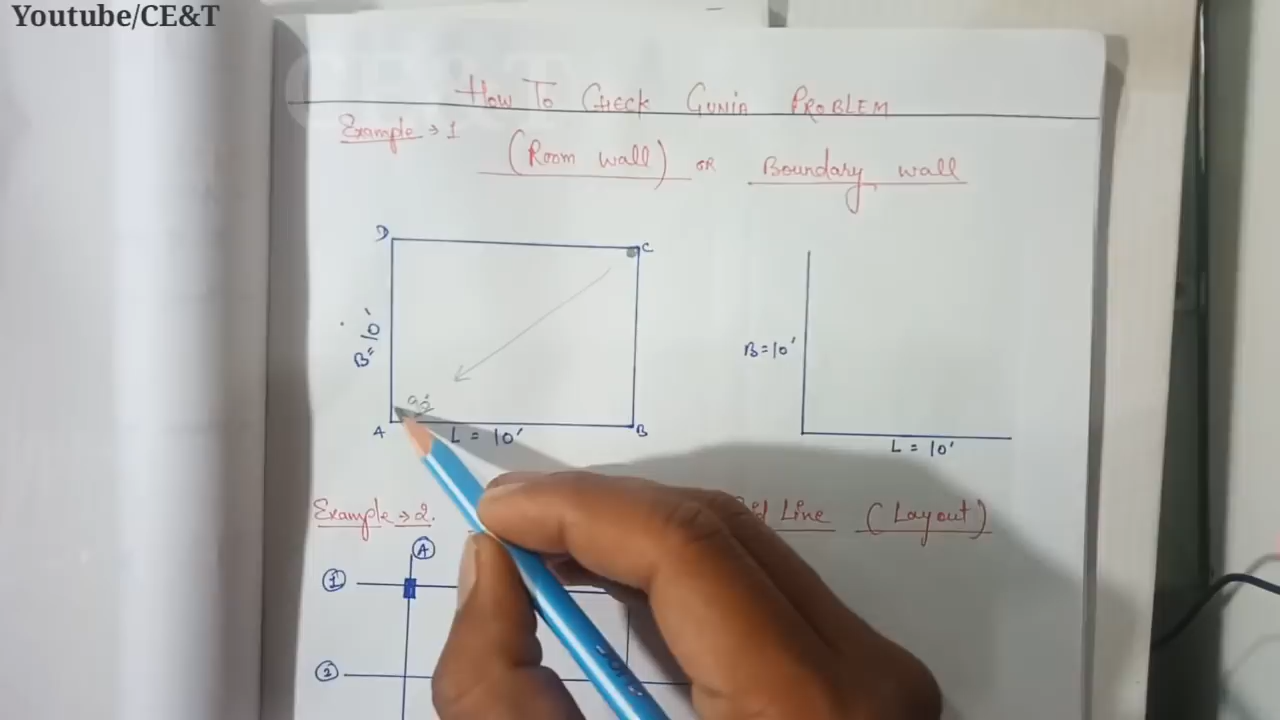 Youtube/CE&T
How To Check Gunia Problem
Example → 1
(Room wall) OR Boundary wall
D
C
B = 10'
90°
A
L = 10'
B
B = 10'
L = 10'
Example → 2.
Line (Layout)
A
1
2